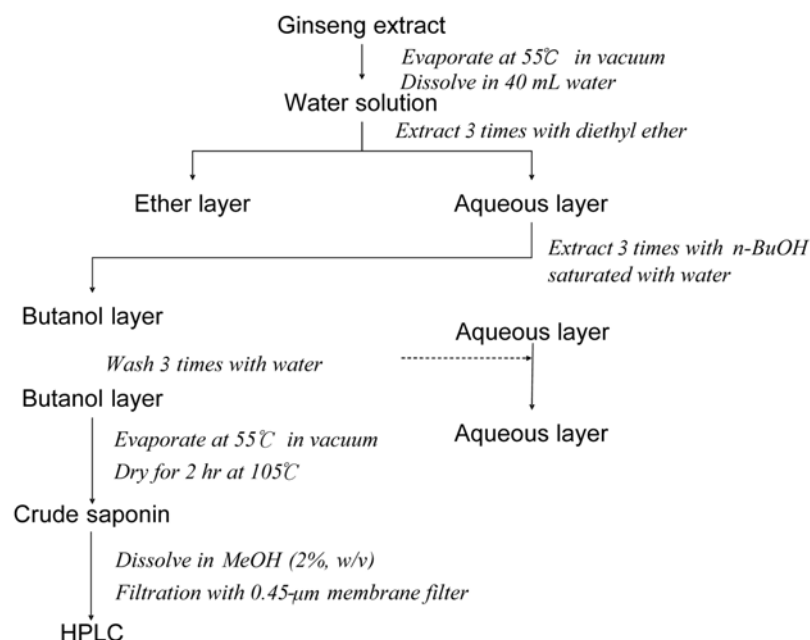 Ginseng extract
Evaporate at 55℃ in vacuum
Dissolve in 40 mL water
Water solution
Extract 3 times with diethyl ether
Ether layer
Aqueous layer
Extract 3 times with n-BuOH
saturated with water
Butanol layer
Aqueous layer
Wash 3 times with water
Butanol layer
Aqueous layer
Evaporate at 55℃ in vacuum
Dry for 2 hr at 105℃
Crude saponin
Dissolve in MeOH (2%, w/v)
Filtration with 0.45-μm membrane filter
HPLC